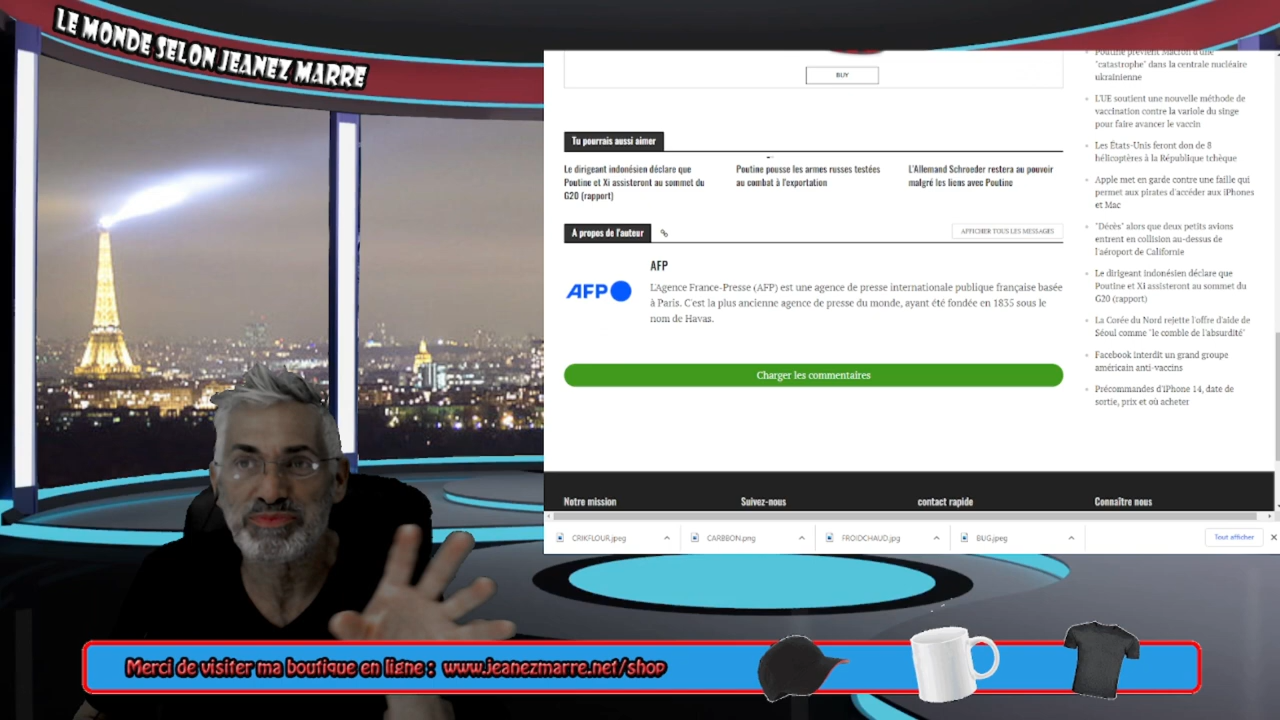 LE MONDE SELON JEANEZ MARRE
BUY
Tu pourrais aussi aimer
Le dirigeant indonésien déclare que
Poutine et Xi assisteront au sommet du
G20 (rapport)
Poutine pousse les armes russes testées
au combat à l'exportation
L'Allemand Schroeder restera au pouvoir
malgré les liens avec Poutine
A propos de l'auteur
AFFICHER TOUS LES MESSAGES
AFP
AFP
L'Agence France-Presse (AFP) est une agence de presse internationale publique française basée
à Paris. C'est la plus ancienne agence de presse du monde, ayant été fondée en 1835 sous le
nom de Havas.
Charger les commentaires
Poutine prévient Macron d'une
"catastrophe" dans la centrale nucléaire
ukrainienne
L'UE soutient une nouvelle méthode de
vaccination contre la variole du singe
pour faire avancer le vaccin
Les États-Unis feront don de 8
hélicoptères à la République tchèque
Apple met en garde contre une faille qui
permet aux pirates d'accéder aux iPhones
et Mac
"Décès" alors que deux petits avions
entrent en collision au-dessus de
l'aéroport de Californie
Le dirigeant indonésien déclare que
Poutine et Xi assisteront au sommet du
G20 (rapport)
La Corée du Nord rejette l'offre d'aide de
Séoul comme "le comble de l'absurdité"
Facebook interdit un grand groupe
américain anti-vaccins
Précommandes d'iPhone 14, date de
sortie, prix et où acheter
Notre mission
Suivez-nous
contact rapide
Connaître nous
CRIKFLOUR.jpeg
CARBBON.png
FROIDCHAUD.jpg
BUG.jpeg
Tout afficher
Merci de visiter ma boutique en ligne : www.jeanezmarre.net/shop